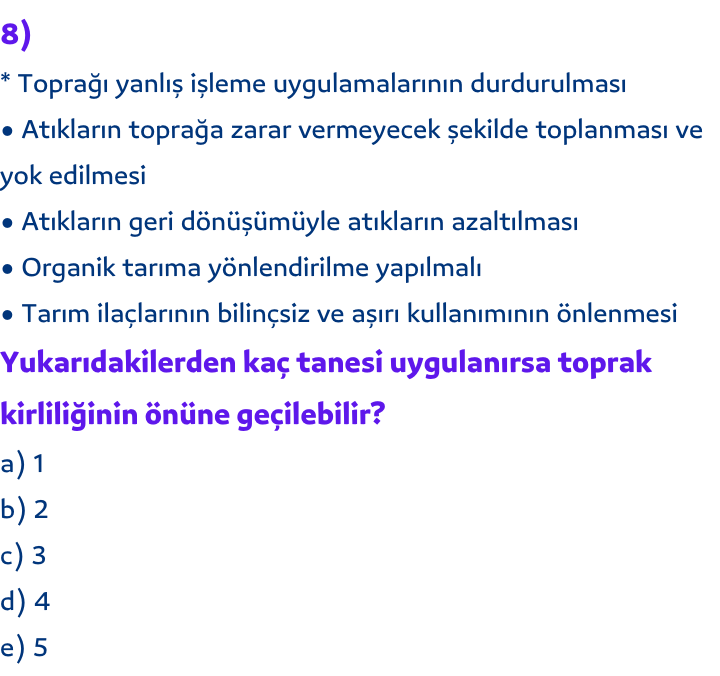 8)
* Toprağı yanlış işleme uygulamalarının durdurulması
● Atıkların toprağa zarar vermeyecek şekilde toplanması ve
yok edilmesi
● Atıkların geri dönüşümüyle atıkların azaltılması
● Organik tarıma yönlendirilme yapılmalı
● Tarım ilaçlarının bilinçsiz ve aşırı kullanımının önlenmesi
Yukarıdakilerden kaç tanesi uygulanırsa toprak
kirliliğinin önüne geçilebilir?
a) 1
b) 2
c) 3
d) 4
e) 5